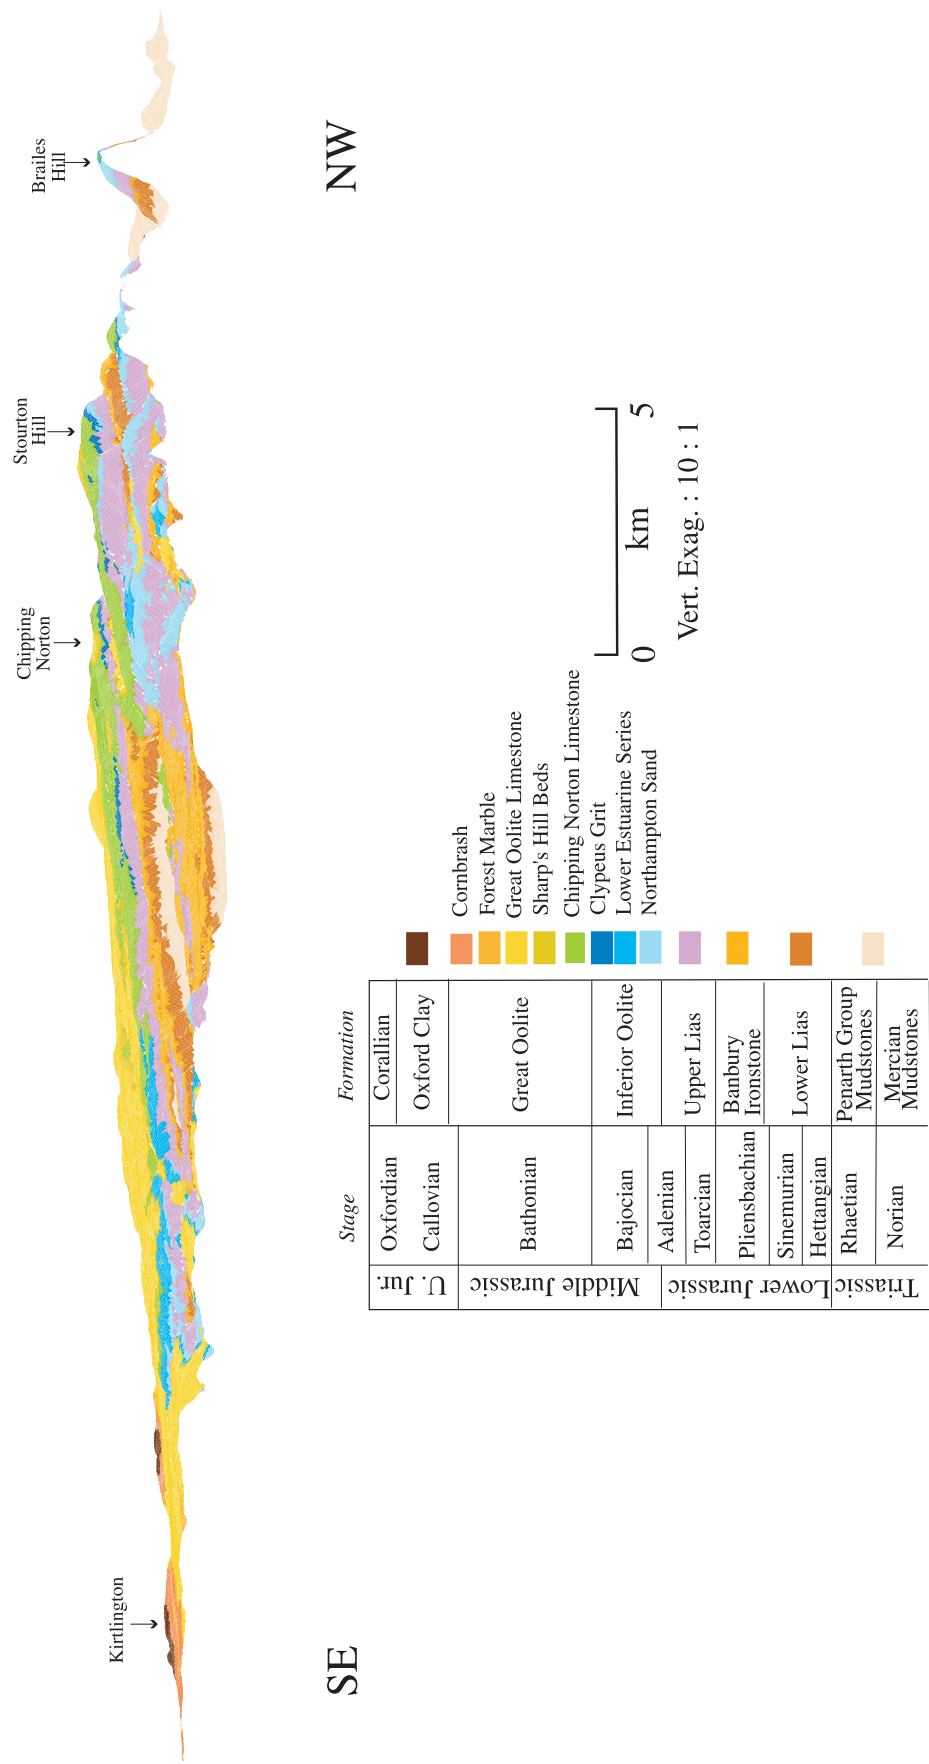 Brailes
Hill
Stourton
Hill
Chipping
Norton
Kirtlington
NW
SE
0
km
5
Vert. Exag. : 10 : 1
Cornbrash
Forest Marble
Great Oolite Limestone
Sharp's Hill Beds
Chipping Norton Limestone
Clypeus Grit
Lower Estuarine Series
Northampton Sand
Stage
Formation
Corallian
Oxford Clay
Great Oolite
Inferior Oolite
Upper Lias
Banbury
Ironstone
Lower Lias
Penarth Group
Mudstones
Mercian
Mudstones
Oxfordian
Callovian
Bathonian
Bajocian
Aalenian
Toarcian
Pliensbachian
Sinemurian
Hettangian
Rhaetian
Norian
U. Jur.
Middle Jurassic
Lower Jurassic
Triassic